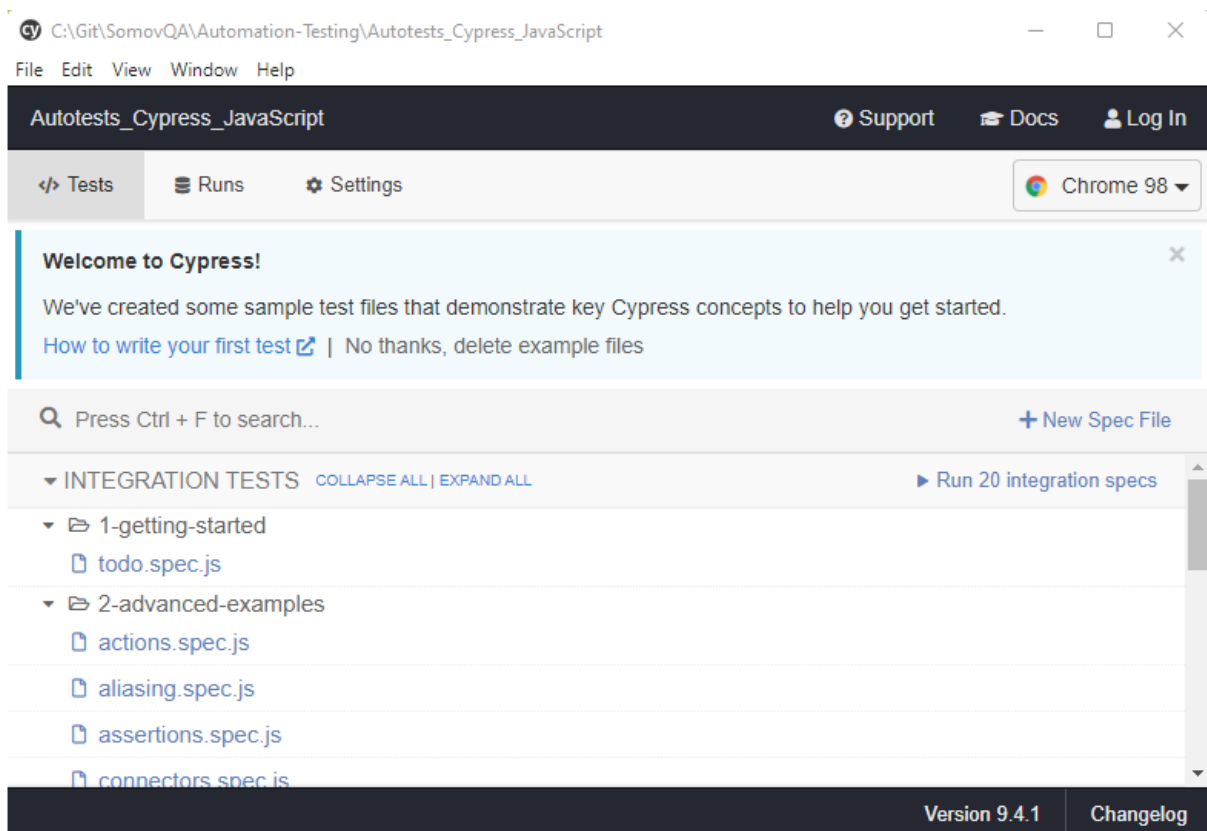 cy C:\Git\SomovQA\Automation-Testing\Autotests_Cypress_JavaScript
File Edit View Window Help
Autotests_Cypress_JavaScript Support Docs Log In
</> Tests Runs Settings Chrome 98
Welcome to Cypress!
We've created some sample test files that demonstrate key Cypress concepts to help you get started.
How to write your first test | No thanks, delete example files
Press Ctrl + F to search... + New Spec File
INTEGRATION TESTS COLLAPSE ALL | EXPAND ALL Run 20 integration specs
1-getting-started
todo.spec.js
2-advanced-examples
actions.spec.js
aliasing.spec.js
assertions.spec.js
connectors.spec.js
Version 9.4.1 Changelog